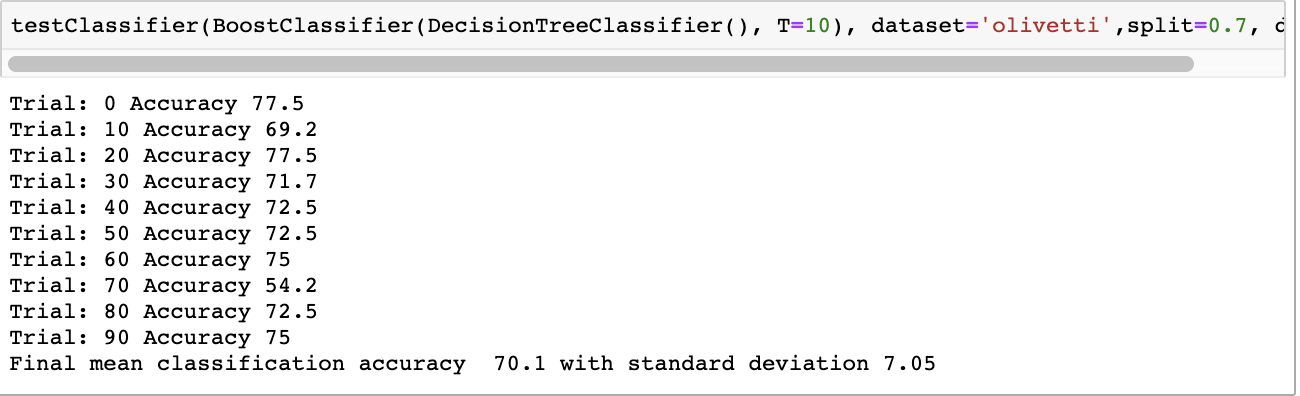 testClassifier(BoostClassifier(DecisionTreeClassifier(), T=10), dataset='olivetti',split=0.7,
Trial: 0 Accuracy 77.5
Trial: 10 Accuracy 69.2
Trial: 20 Accuracy 77.5
Trial: 30 Accuracy 71.7
Trial: 40 Accuracy 72.5
Trial: 50 Accuracy 72.5
Trial: 60 Accuracy 75
Trial: 70 Accuracy 54.2
Trial: 80 Accuracy 72.5
Trial: 90 Accuracy 75
Final mean classification accuracy  70.1 with standard deviation 7.05